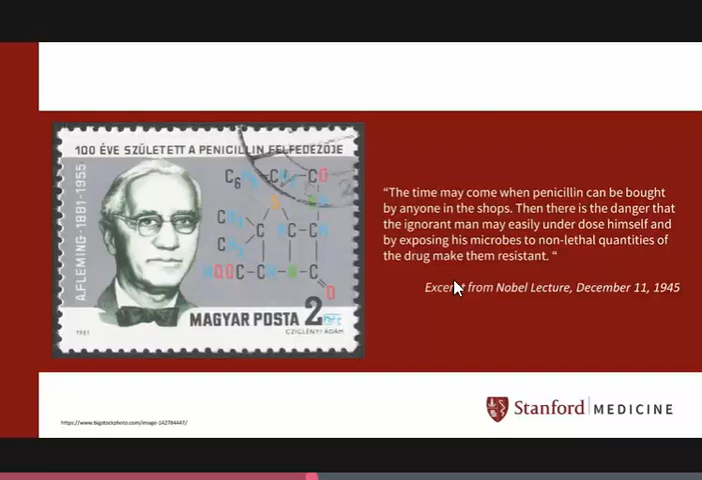 100 ÉVE SZÜLETETT A PENICILLIN FELFEDEZŐJE
A.FLEMING-1881-1955
MAGYAR POSTA 2Ft
1981
CZIGLÉNYI ÁDÁM
“The time may come when penicillin can be bought
by anyone in the shops. Then there is the danger that
the ignorant man may easily under dose himself and
by exposing his microbes to non-lethal quantities of
the drug make them resistant. “
Excerpt from Nobel Lecture, December 11, 1945
https://www.bigstockphoto.com/image-142784447/
Stanford MEDICINE